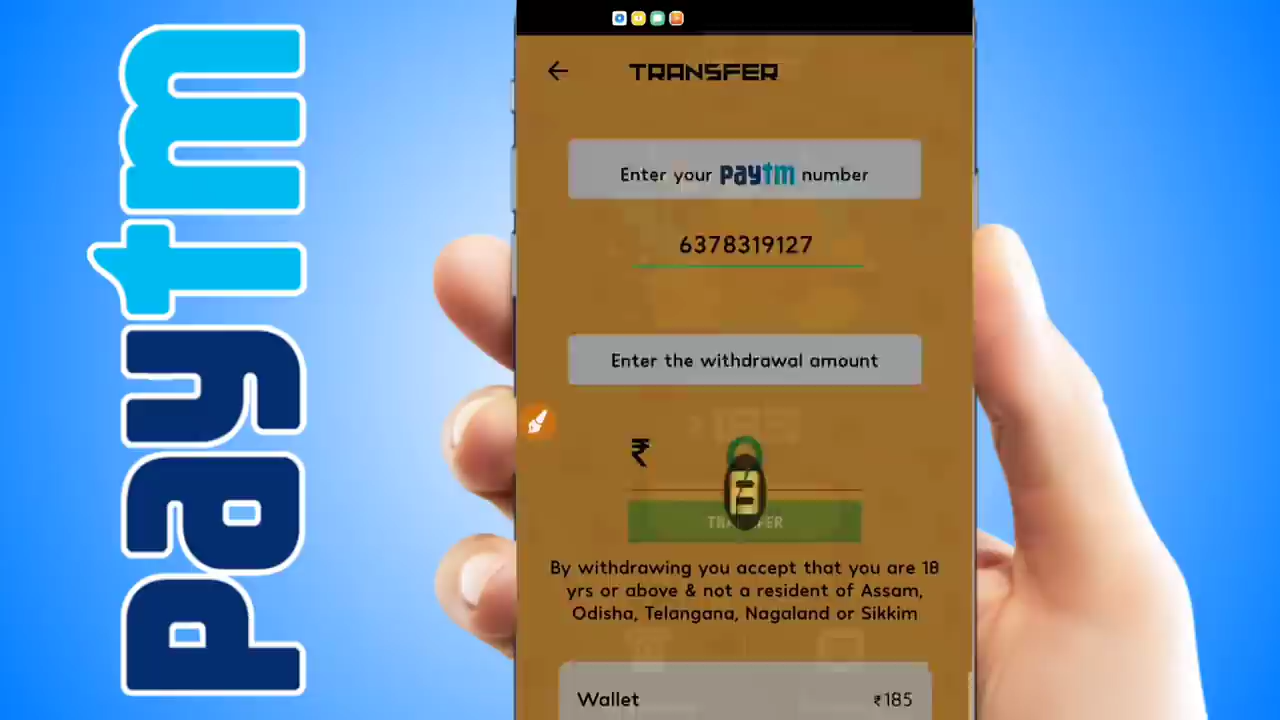 paytm
TRANSFER
Enter your paytm number
6378319127
Enter the withdrawal amount
₹
TRANSFER
By withdrawing you accept that you are 18
yrs or above & not a resident of Assam,
Odisha, Telangana, Nagaland or Sikkim
Wallet ₹185